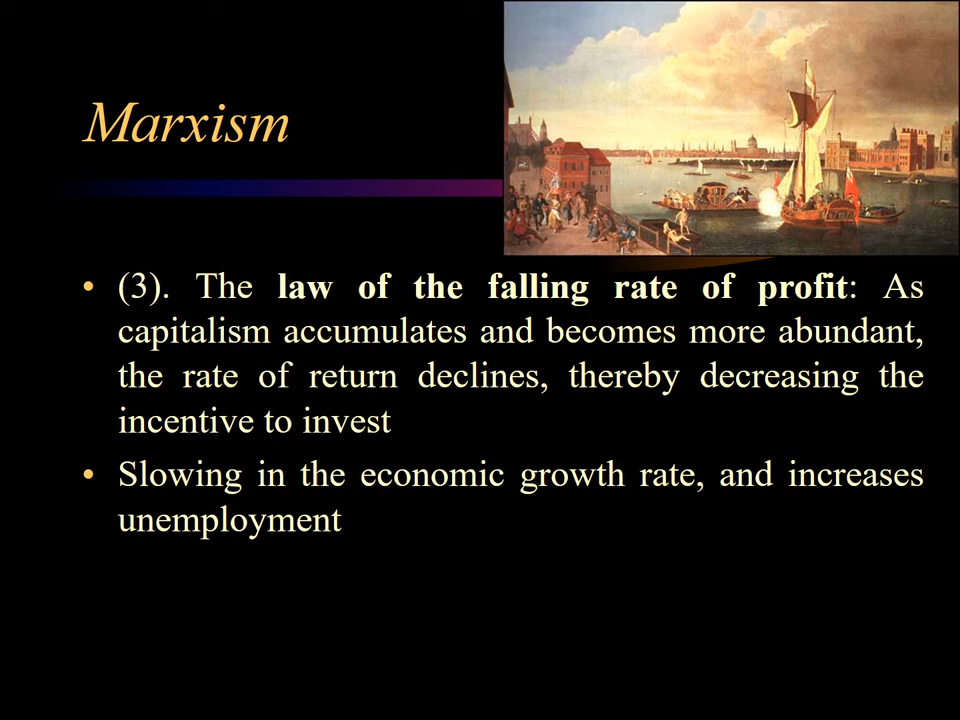 Marxism
• (3). The law of the falling rate of profit: As
capitalism accumulates and becomes more abundant,
the rate of return declines, thereby decreasing the
incentive to invest
• Slowing in the economic growth rate, and increases
unemployment